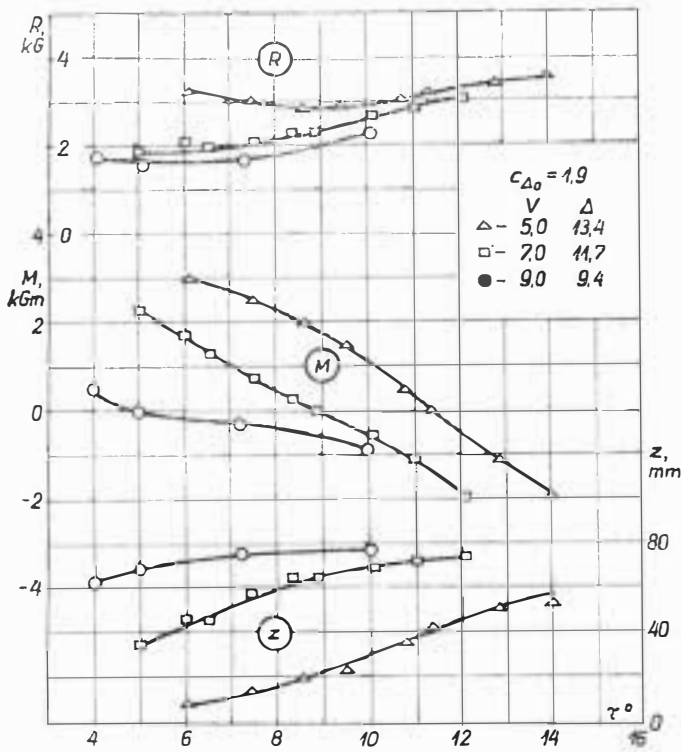 R,
kG
4
2
0
4
M,
kGm
2
0
-2
-4
R
M
z
c_Δ₀ = 1,9
V Δ
△ - 5,0 13,4
□ - 7,0 11,7
● - 9,0 9,4
z,
mm
80
40
0
τ°
4 6 8 10 12 14 16